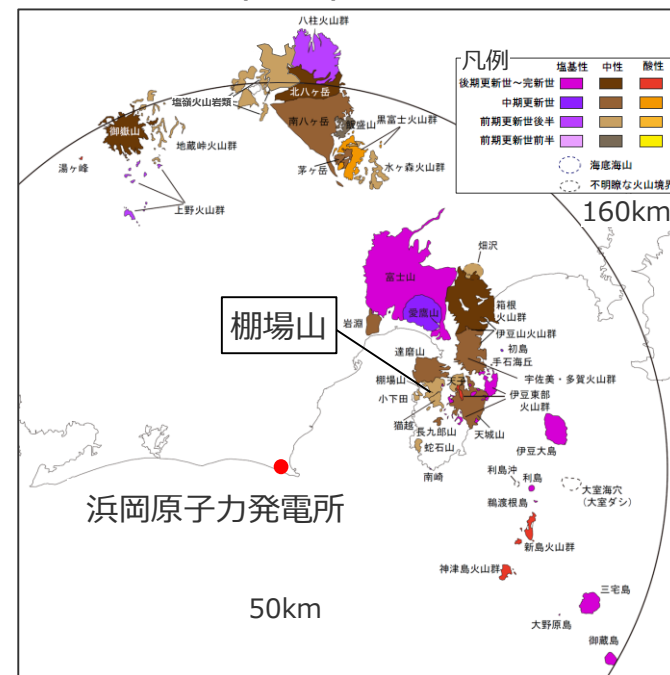 八柱火山群
塩嶺火山岩類
北八ヶ岳
南八ヶ岳
飯盛山
黒富士火山群
茅ヶ岳
水ヶ森火山群
御嶽山
地蔵峠火山群
湯ヶ峰
上野火山群
凡例
塩基性 中性 酸性
後期更新世～完新世
中期更新世
前期更新世後半
前期更新世前半
海底海山
不明瞭な火山境界
160km
畑沢
富士山
愛鷹山
岩淵
箱根
火山群
伊豆山火山群
初島
手石海丘
達磨山
棚場山
棚場山
小下田
天子
宇佐美・多賀火山群
伊豆東部
火山群
猫越
長九郎山
天城山
蛇石山
南崎
伊豆大島
利島沖
利島
大室海穴
(大室ダシ)
鵜渡根島
新島火山群
神津島火山群
三宅島
大野原島
御蔵島
浜岡原子力発電所
50km